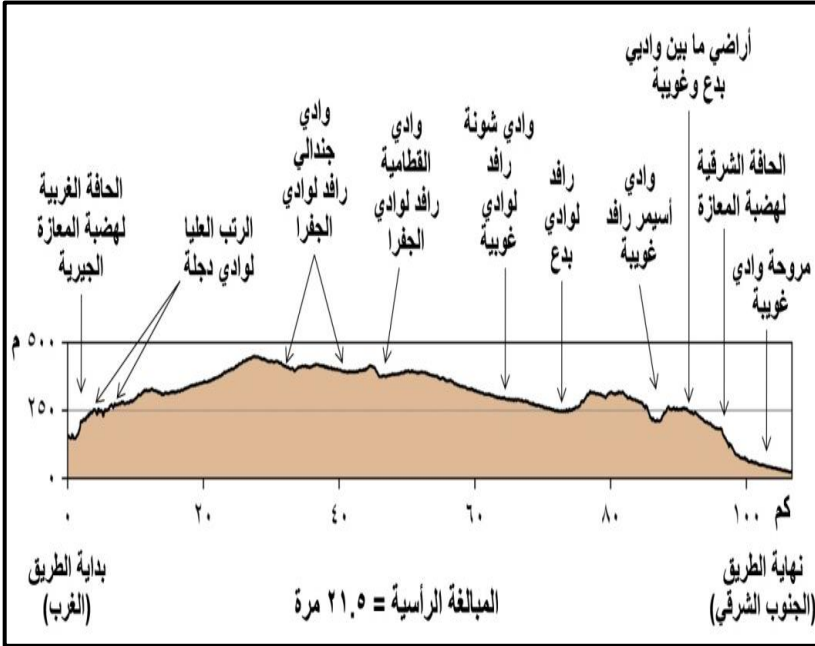 أراضي ما بين واديي
بدع وغويبة
وادي
جندالي
رافد لوادي
الجفرا
وادي
القطامية
رافد لوادي
الجفرا
وادي شونة
رافد
لوادي
غوبية
رافد
لوادي
بدع
وادي
أسيمر رافد
غويبة
الحافة الشرقية
لهضبة المعازة
مروحة وادي
غويبة
الحافة الغربية
لهضبة المعازة
الجيرية
الرتب العليا
لوادي دجلة
٥٠٠ م
٢٥٠
٠
٠ ٢٠ ٤٠ ٦٠ ٨٠ ١٠٠ كم
بداية الطريق
(الغرب)
المبالغة الرأسية = ٢١.٥ مرة
نهاية الطريق
(الجنوب الشرقي)